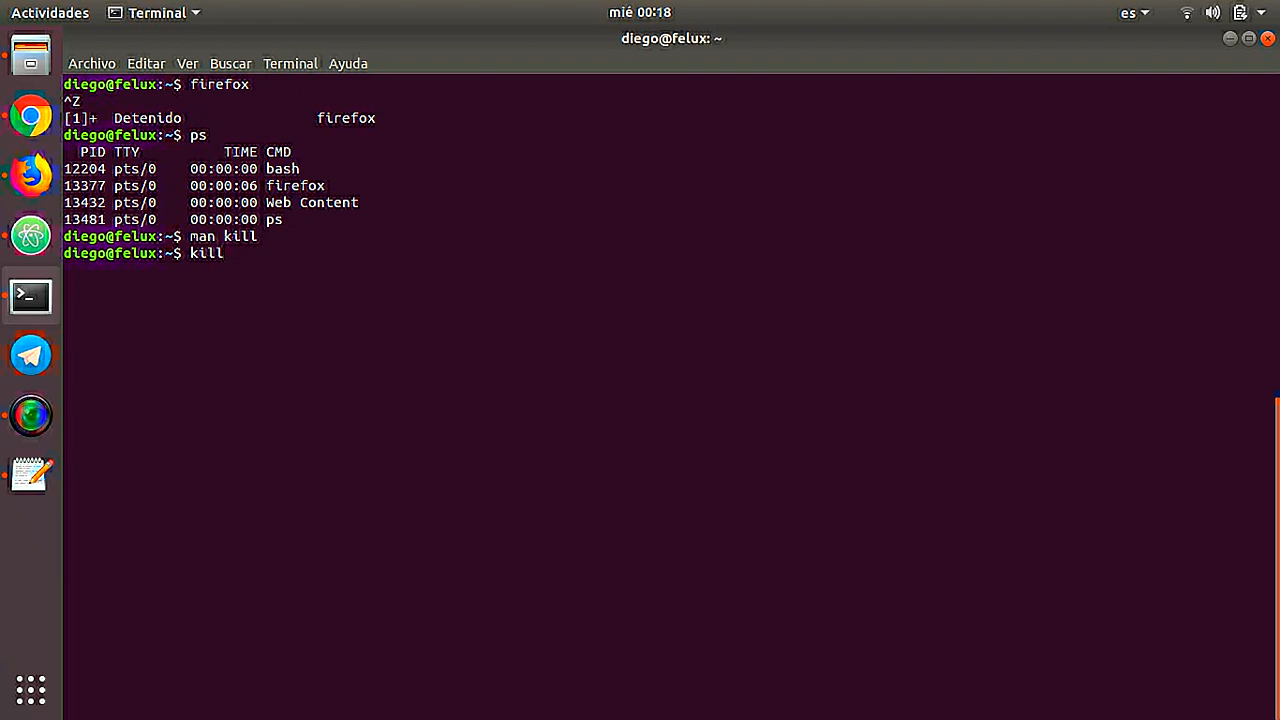 Actividades Terminal mié 00:18 es
diego@felux: ~
Archivo Editar Ver Buscar Terminal Ayuda
diego@felux:~$ firefox
^Z
[1]+  Detenido                firefox
diego@felux:~$ ps
  PID TTY          TIME CMD
12204 pts/0    00:00:00 bash
13377 pts/0    00:00:06 firefox
13432 pts/0    00:00:00 Web Content
13481 pts/0    00:00:00 ps
diego@felux:~$ man kill
diego@felux:~$ kill